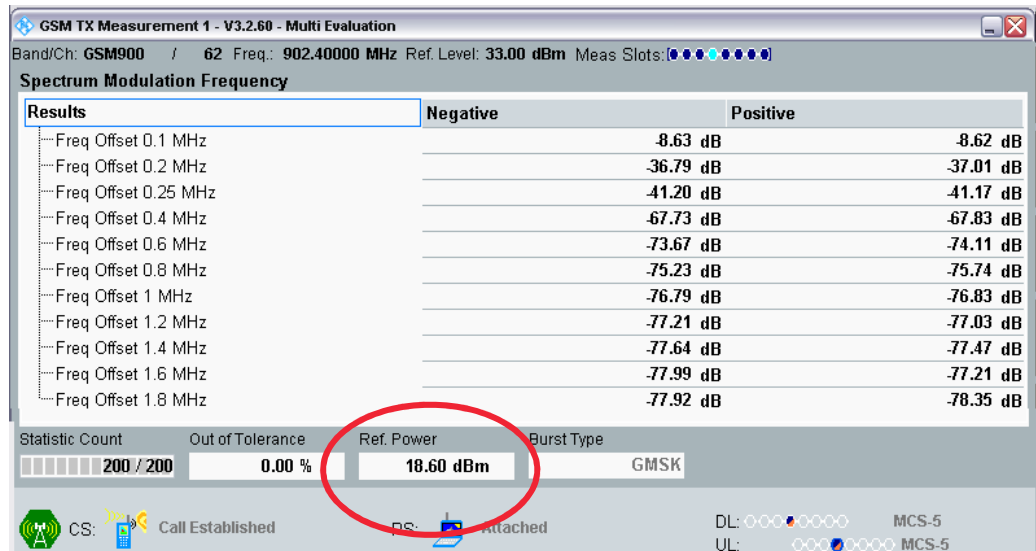 GSM TX Measurement 1 - V3.2.60 - Multi Evaluation
Band/Ch: GSM900 / 62 Freq.: 902.40000 MHz Ref. Level: 33.00 dBm Meas Slots:
Spectrum Modulation Frequency
Results Negative Positive
Freq Offset 0.1 MHz -8.63 dB -8.62 dB
Freq Offset 0.2 MHz -36.79 dB -37.01 dB
Freq Offset 0.25 MHz -41.20 dB -41.17 dB
Freq Offset 0.4 MHz -67.73 dB -67.83 dB
Freq Offset 0.6 MHz -73.67 dB -74.11 dB
Freq Offset 0.8 MHz -75.23 dB -75.74 dB
Freq Offset 1 MHz -76.79 dB -76.83 dB
Freq Offset 1.2 MHz -77.21 dB -77.03 dB
Freq Offset 1.4 MHz -77.64 dB -77.47 dB
Freq Offset 1.6 MHz -77.99 dB -77.21 dB
Freq Offset 1.8 MHz -77.92 dB -78.35 dB
Statistic Count Out of Tolerance Ref. Power Burst Type
200 / 200 0.00 % 18.60 dBm GMSK
CS: Call Established PS: Attached DL: MCS-5
UL: MCS-5